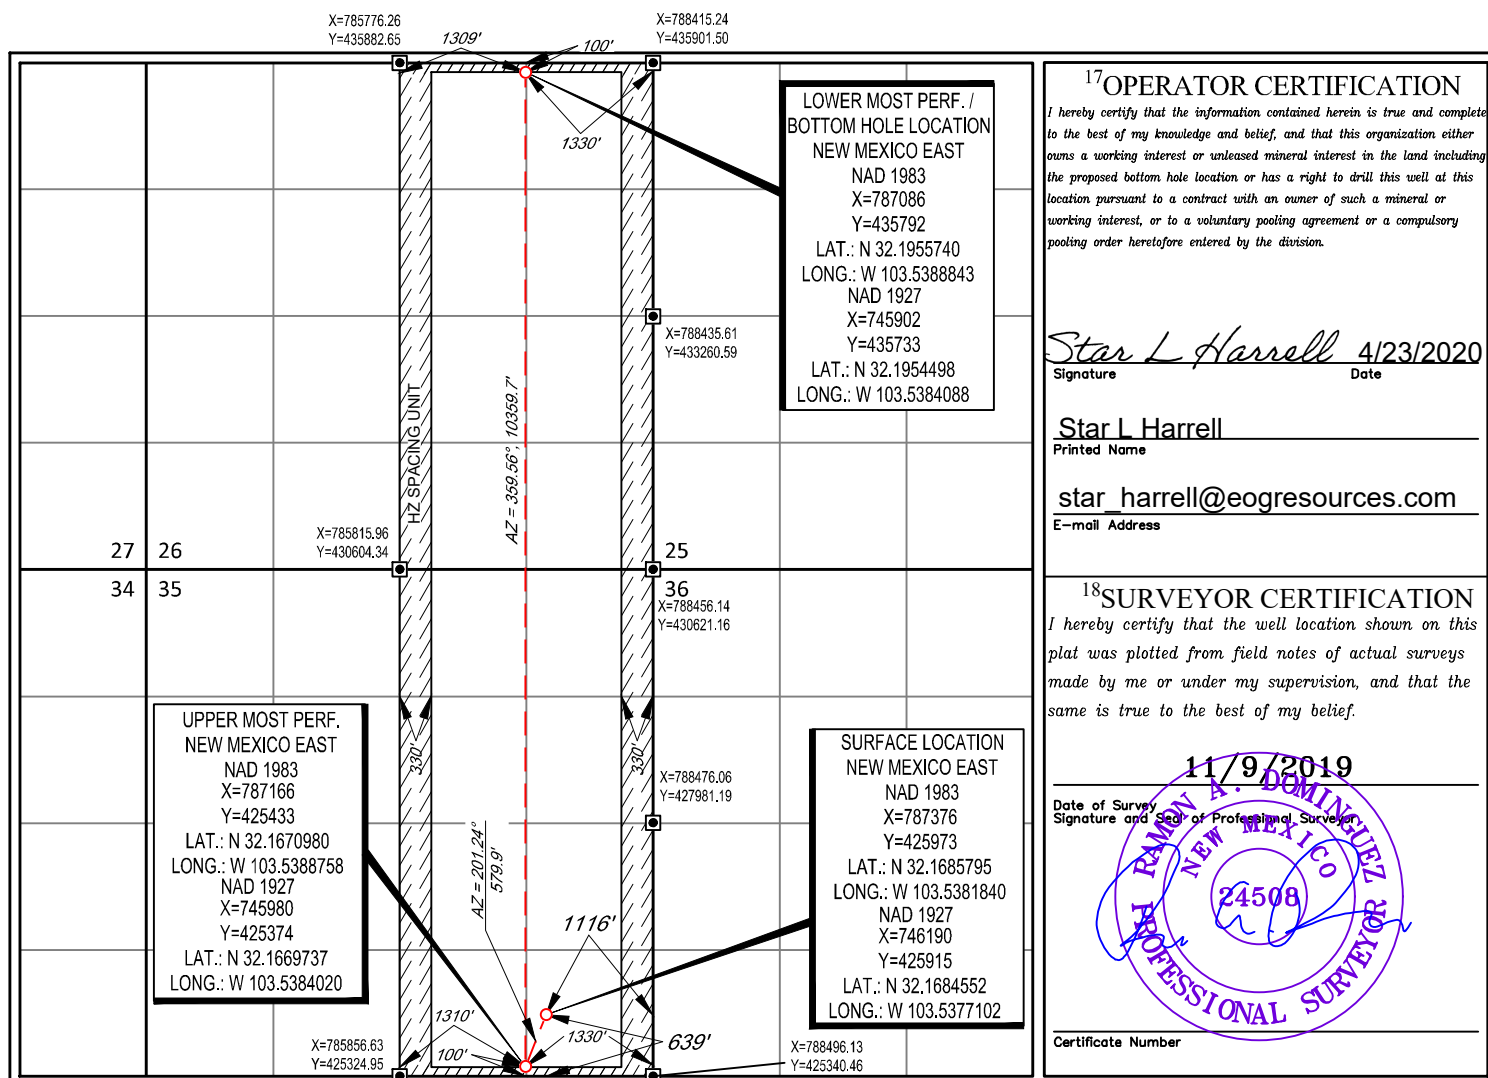 X=785776.26
Y=435882.65
1309'
100'
X=788415.24
Y=435901.50
1330'
LOWER MOST PERF. /
BOTTOM HOLE LOCATION
NEW MEXICO EAST
NAD 1983
X=787086
Y=435792
LAT.: N 32.1955740
LONG.: W 103.5388843
NAD 1927
X=745902
Y=435733
LAT.: N 32.1954498
LONG.: W 103.5384088
X=788435.61
Y=433260.59
HZ SPACING UNIT
AZ = 359.56°, 10359.7'
X=785815.96
Y=430604.34
27 26
25
34 35
36
X=788456.14
Y=430621.16
UPPER MOST PERF.
NEW MEXICO EAST
NAD 1983
X=787166
Y=425433
LAT.: N 32.1670980
LONG.: W 103.5388758
NAD 1927
X=745980
Y=425374
LAT.: N 32.1669737
LONG.: W 103.5384020
330'
330'
X=788476.06
Y=427981.19
AZ = 201.24°
579.9'
SURFACE LOCATION
NEW MEXICO EAST
NAD 1983
X=787376
Y=425973
LAT.: N 32.1685795
LONG.: W 103.5381840
NAD 1927
X=746190
Y=425915
LAT.: N 32.1684552
LONG.: W 103.5377102
1116'
1310'
1330'
639'
100'
X=785856.63
Y=425324.95
X=788496.13
Y=425340.46
17 OPERATOR CERTIFICATION
I hereby certify that the information contained herein is true and complete
to the best of my knowledge and belief, and that this organization either
owns a working interest or unleased mineral interest in the land including
the proposed bottom hole location or has a right to drill this well at this
location pursuant to a contract with an owner of such a mineral or
working interest, or to a voluntary pooling agreement or a compulsory
pooling order heretofore entered by the division.
Star L Harrell 4/23/2020
Signature Date
Star L Harrell
Printed Name
star_harrell@eogresources.com
E-mail Address
18 SURVEYOR CERTIFICATION
I hereby certify that the well location shown on this
plat was plotted from field notes of actual surveys
made by me or under my supervision, and that the
same is true to the best of my belief.
11/9/2019
Date of Survey
Signature and Seal of Professional Surveyor
RAMON A. DOMINGUEZ
NEW MEXICO
24508
PROFESSIONAL SURVEYOR
Certificate Number